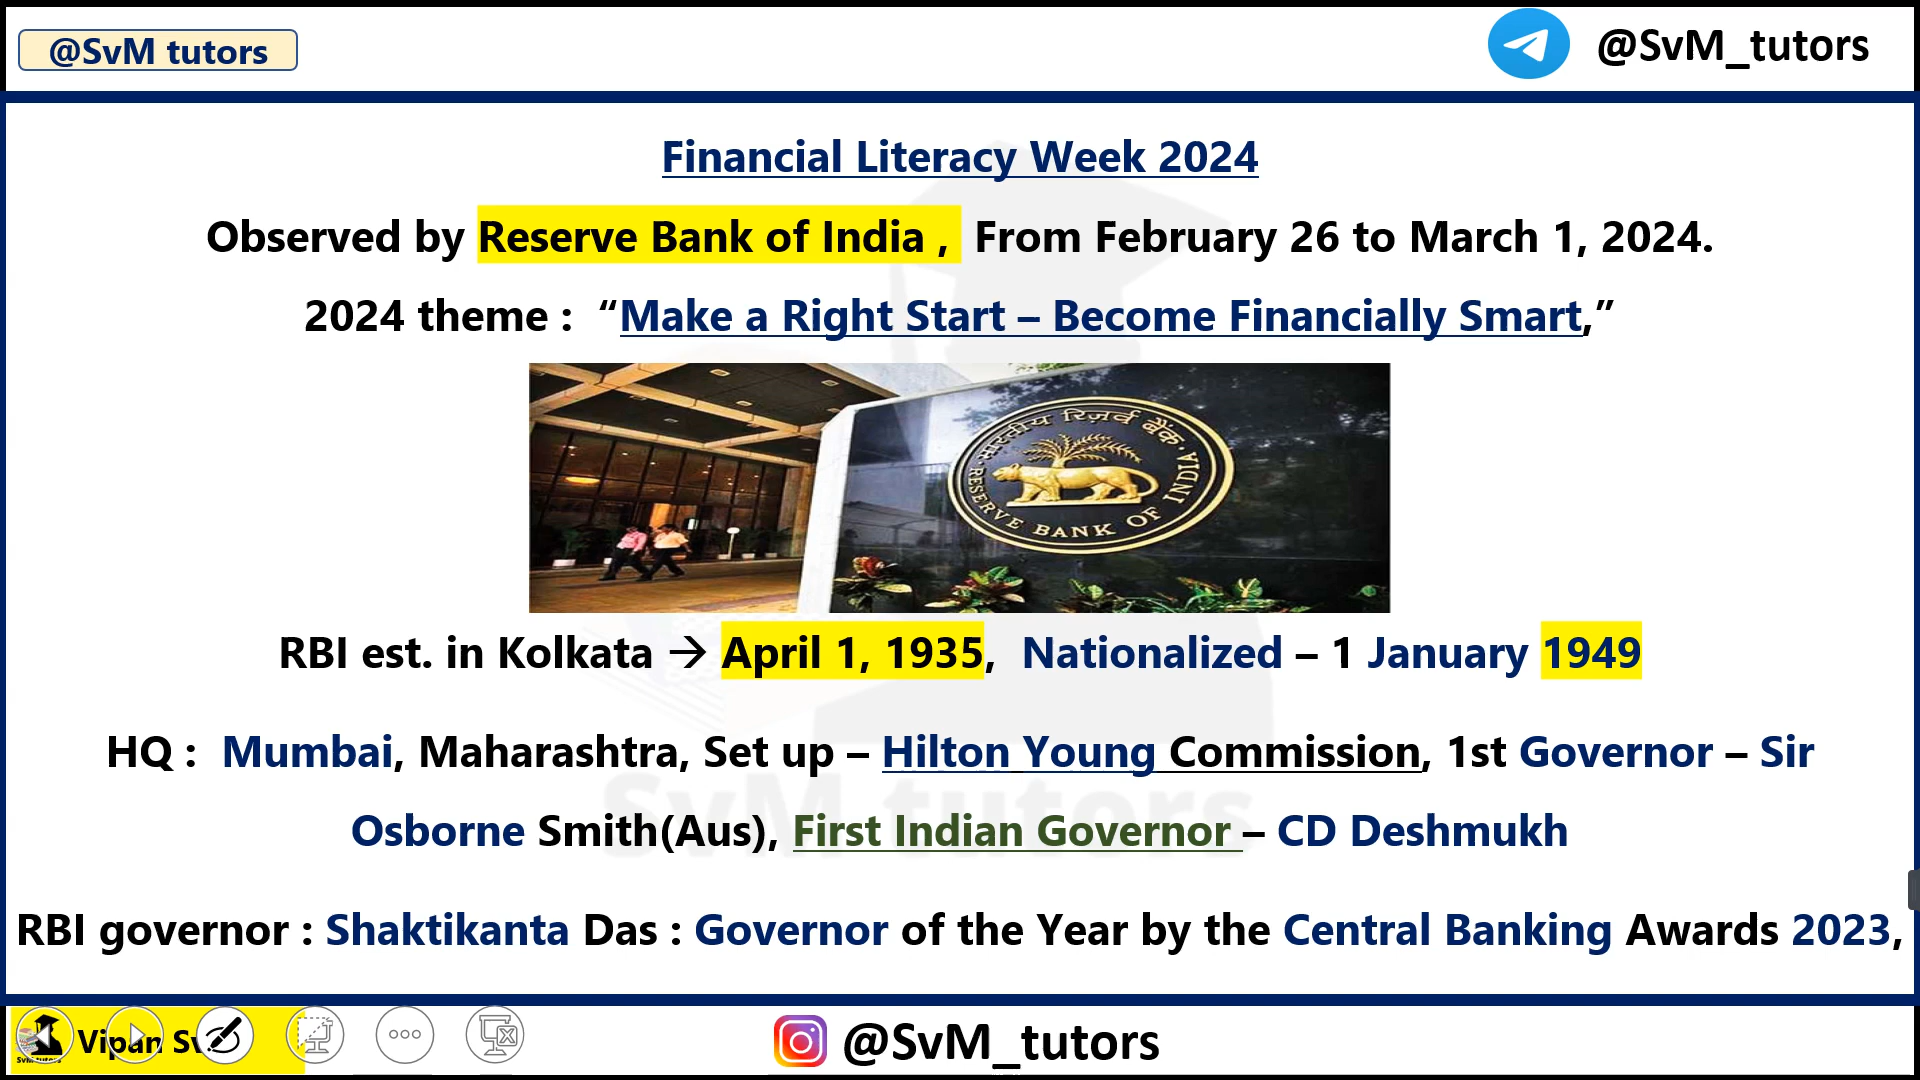 @SvM tutors
@SvM_tutors
Financial Literacy Week 2024
Observed by Reserve Bank of India , From February 26 to March 1, 2024.
2024 theme : “Make a Right Start – Become Financially Smart,”
भारतीय रिज़र्व बैंक
RESERVE BANK OF INDIA
RBI est. in Kolkata → April 1, 1935, Nationalized – 1 January 1949
HQ : Mumbai, Maharashtra, Set up – Hilton Young Commission, 1st Governor – Sir
Osborne Smith(Aus), First Indian Governor – CD Deshmukh
SvM tutors
RBI governor : Shaktikanta Das : Governor of the Year by the Central Banking Awards 2023,
Vipan Sv
@SvM_tutors